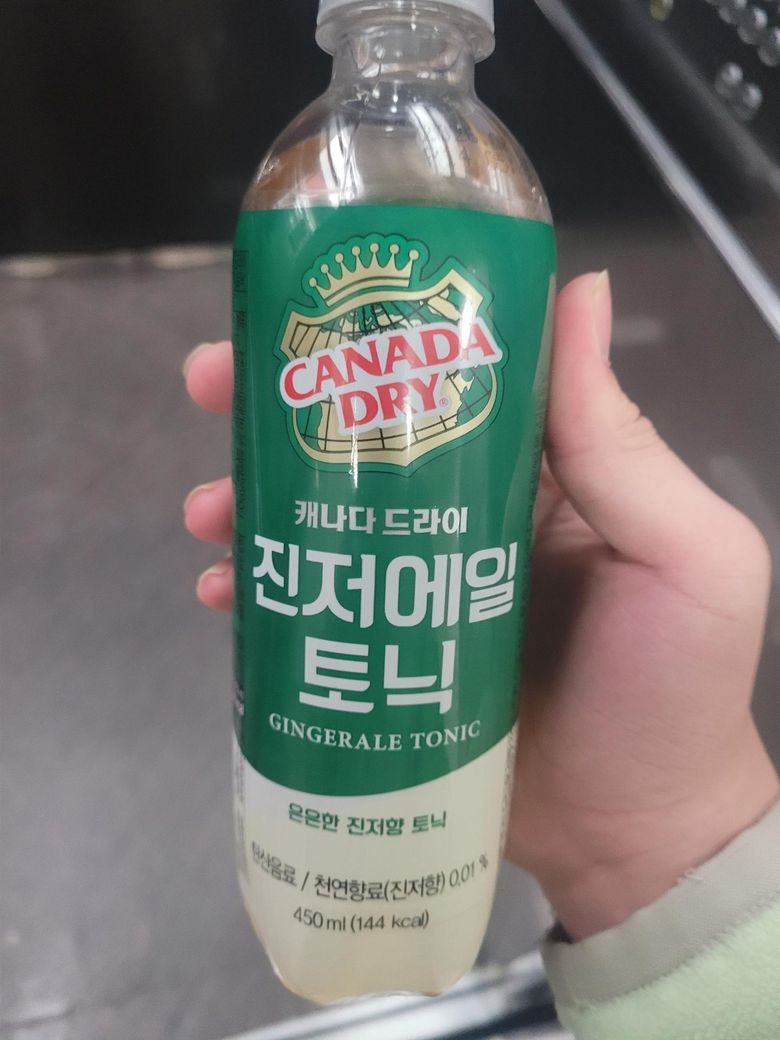 CANADA
DRY®
캐나다 드라이
진저에일
토닉
GINGERALE TONIC
은은한 진저향 토닉
탄산음료 / 천연향료(진저향) 0.01 %
450 ml (144 kcal)